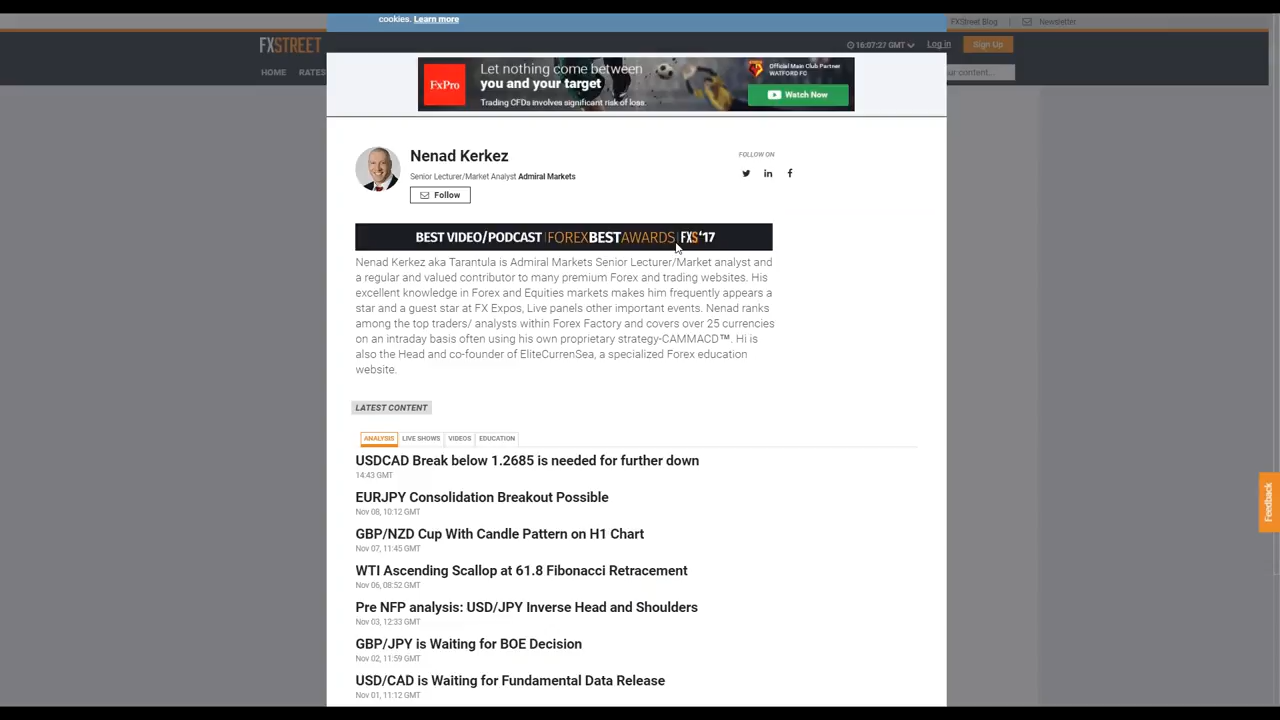 cookies. Learn more
FXStreet Blog | Newsletter
FXSTREET
16:07:27 GMT
Log in
Sign Up
HOME RATES
ur content...
FxPro
Let nothing come between
you and your target
Trading CFDs involves significant risk of loss.
Official Main Club Partner
WATFORD FC
Watch Now
Nenad Kerkez
Senior Lecturer/Market Analyst Admiral Markets
Follow
FOLLOW ON
BEST VIDEO/PODCAST | FOREXBESTAWARDS | FXS'17
Nenad Kerkez aka Tarantula is Admiral Markets Senior Lecturer/Market analyst and
a regular and valued contributor to many premium Forex and trading websites. His
excellent knowledge in Forex and Equities markets makes him frequently appears a
star and a guest star at FX Expos, Live panels other important events. Nenad ranks
among the top traders/ analysts within Forex Factory and covers over 25 currencies
on an intraday basis often using his own proprietary strategy-CAMMACD™. Hi is
also the Head and co-founder of EliteCurrenSea, a specialized Forex education
website.
LATEST CONTENT
ANALYSIS LIVE SHOWS VIDEOS EDUCATION
USDCAD Break below 1.2685 is needed for further down
14:43 GMT
EURJPY Consolidation Breakout Possible
Nov 08, 10:12 GMT
GBP/NZD Cup With Candle Pattern on H1 Chart
Nov 07, 11:45 GMT
WTI Ascending Scallop at 61.8 Fibonacci Retracement
Nov 06, 08:52 GMT
Pre NFP analysis: USD/JPY Inverse Head and Shoulders
Nov 03, 12:33 GMT
GBP/JPY is Waiting for BOE Decision
Nov 02, 11:59 GMT
USD/CAD is Waiting for Fundamental Data Release
Nov 01, 11:12 GMT
Feedback